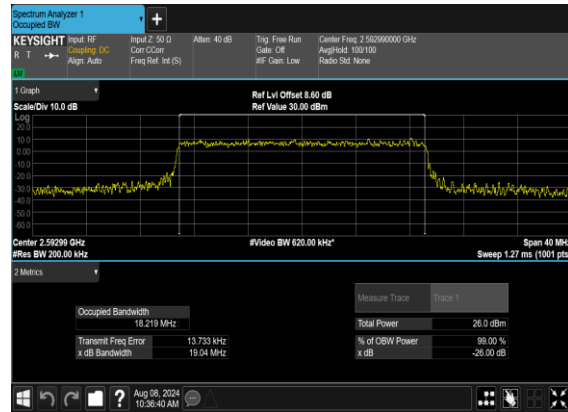 Spectrum Analyzer 1
Occupied BW
+
KEYSIGHT Input: RF Input Z: 50 Ω Atten: 40 dB Trig: Free Run Center Freq: 2.592990000 GHz
R T Coupling: DC Corr CCorr Gate: Off Avg|Hold: 100/100
Align: Auto Freq Ref: Int (S) #IF Gain: Low Radio Std: None
LXI
1 Graph
Ref Lvl Offset 8.60 dB
Scale/Div 10.0 dB Ref Value 30.00 dBm
Log
20.0
10.0
0.00
-10.0
-20.0
-30.0
-40.0
-50.0
-60.0
Center 2.59299 GHz #Video BW 620.00 kHz* Span 40 MHz
#Res BW 200.00 kHz Sweep 1.27 ms (1001 pts)
2 Metrics
Measure Trace Trace 1
Occupied Bandwidth
18.219 MHz Total Power 26.0 dBm
Transmit Freq Error 13.733 kHz % of OBW Power 99.00 %
x dB Bandwidth 19.04 MHz x dB -26.00 dB
? Aug 08, 2024
10:36:40 AM